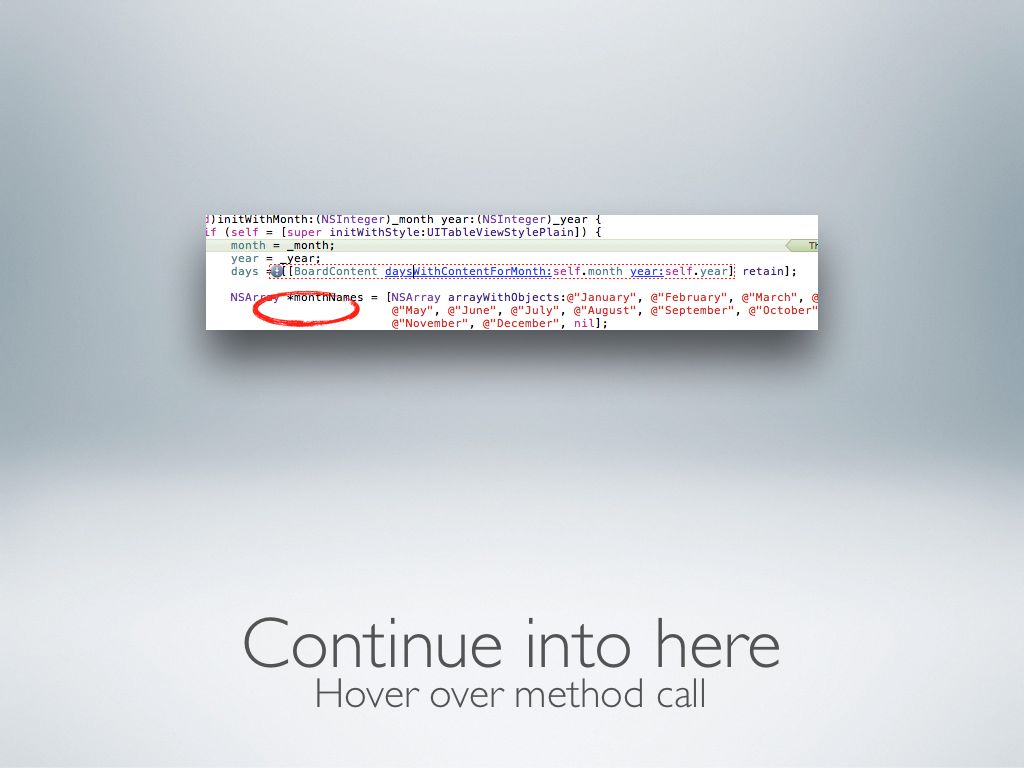 d)initWithMonth:(NSInteger)_month year:(NSInteger)_year {
if (self = [super initWithStyle:UITableViewStylePlain]) {
month = _month;
Th
year = _year;
days = [[BoardContent daysWithContentForMonth:self.month year:self.year] retain];
NSArray *monthNames = [NSArray arrayWithObjects:@"January", @"February", @"March", @
@"May", @"June", @"July", @"August", @"September", @"October"
@"November", @"December", nil];
Continue into here
Hover over method call